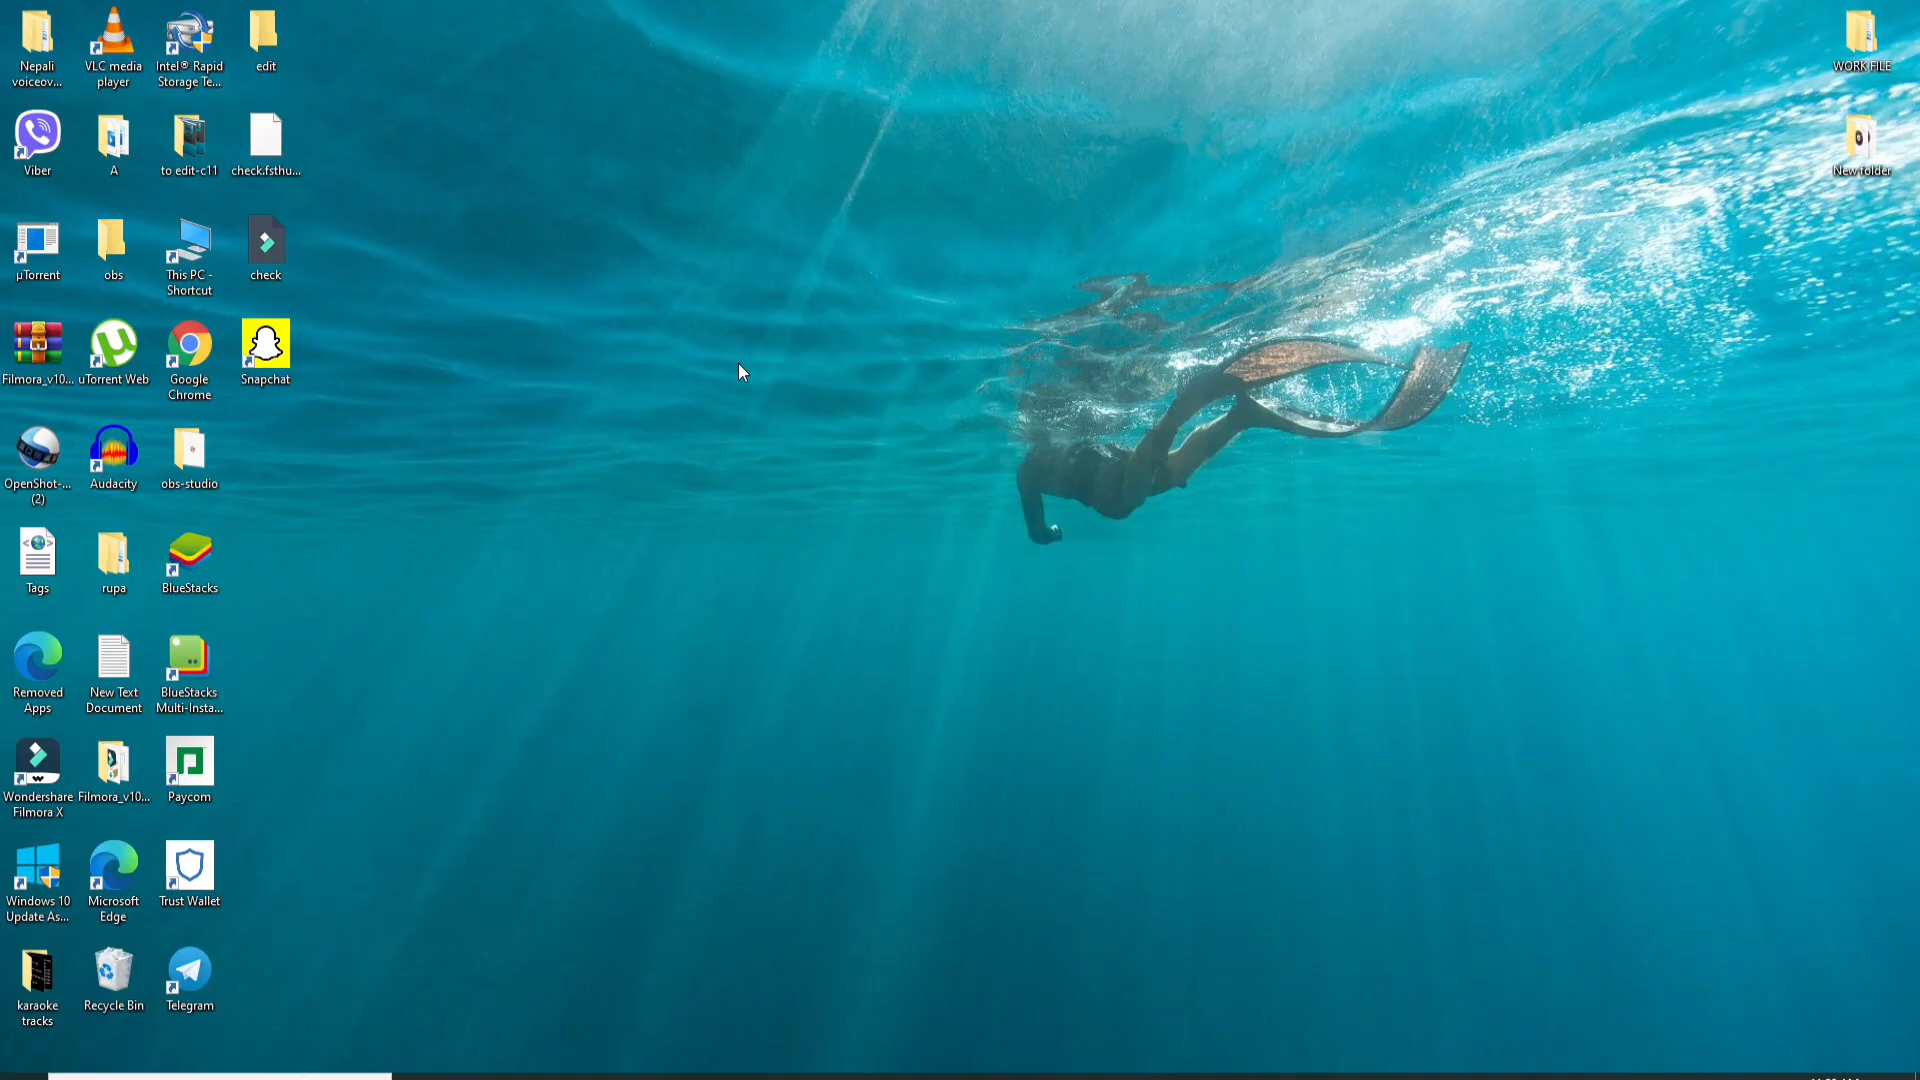 Nepali
voiceov...
VLC media
player
Intel® Rapid
Storage Te...
edit
WORK FILE
Viber
A
to edit-c11
check.fsthu...
New folder
µTorrent
obs
This PC -
Shortcut
check
Filmora_v10...
uTorrent Web
Google
Chrome
Snapchat
OpenShot-...
(2)
Audacity
obs-studio
Tags
rupa
BlueStacks
Removed
Apps
New Text
Document
BlueStacks
Multi-Insta...
Wondershare
Filmora X
Filmora_v10...
Paycom
Windows 10
Update As...
Microsoft
Edge
Trust Wallet
karaoke
tracks
Recycle Bin
Telegram